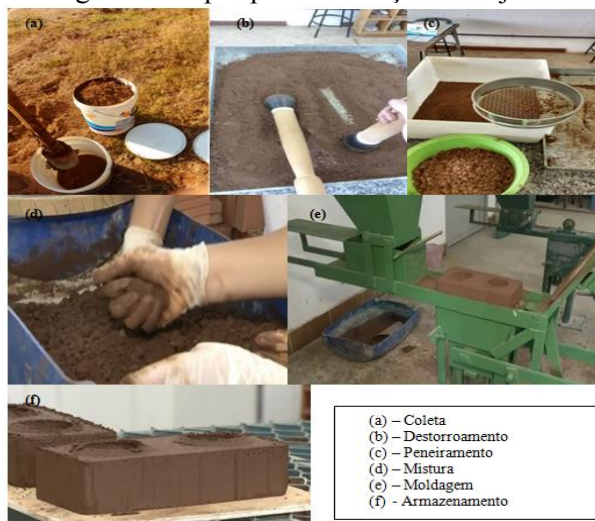 (a)
(b)
(c)
(d)
(e)
(f)
(a) – Coleta
(b) – Destorroamento
(c) – Peneiramento
(d) – Mistura
(e) – Moldagem
(f) - Armazenamento